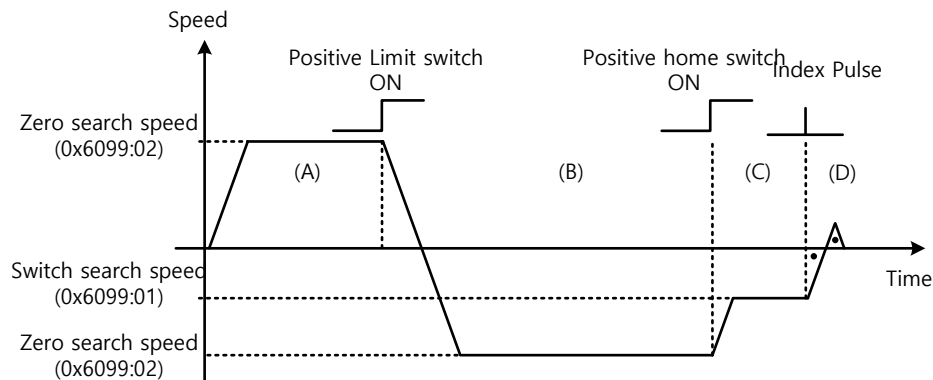 Speed
Positive Limit switch
ON
Positive home switch
ON
Index Pulse
Zero search speed
(0x6099:02)
(A)
(B)
(C)
(D)
Switch search speed
(0x6099:01)
Time
Zero search speed
(0x6099:02)